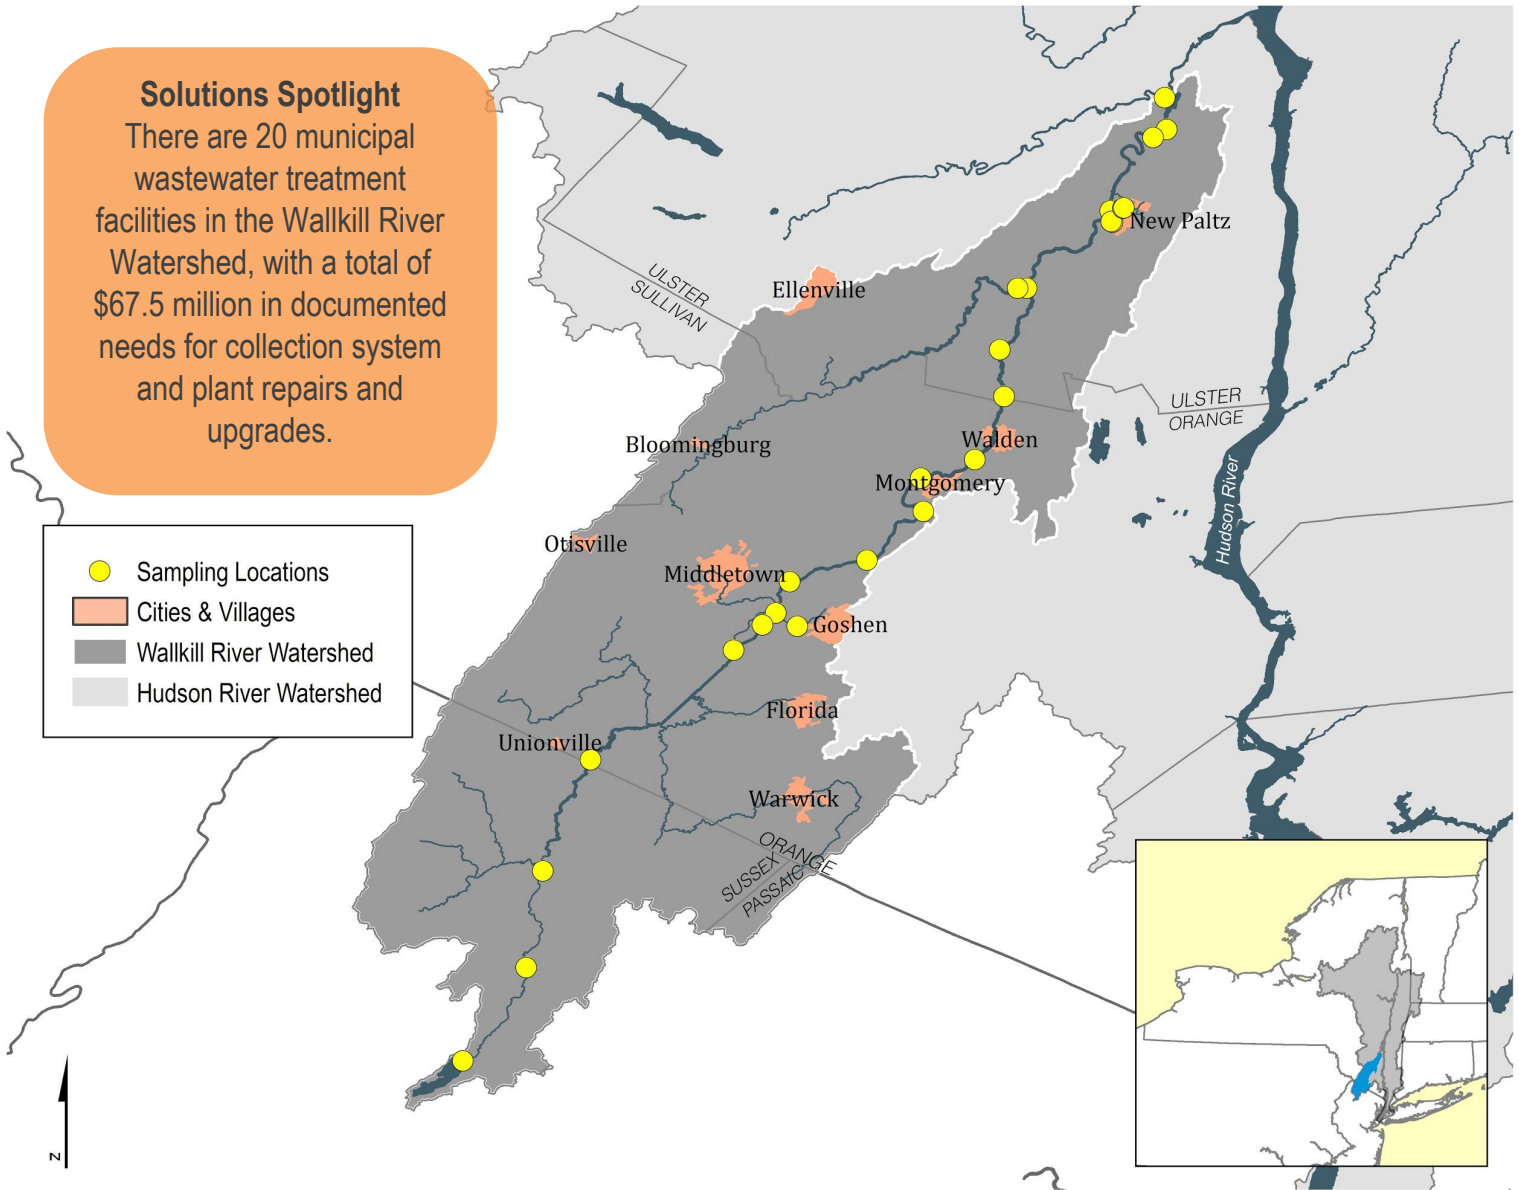 Solutions Spotlight
There are 20 municipal
wastewater treatment
facilities in the Wallkill River
Watershed, with a total of
$67.5 million in documented
needs for collection system
and plant repairs and
upgrades.
New Paltz
ULSTER
SULLIVAN
Ellenville
ULSTER
ORANGE
Bloomingburg
Walden
Montgomery
Hudson River
Otisville
Middletown
Goshen
Sampling Locations
Cities & Villages
Wallkill River Watershed
Hudson River Watershed
Florida
Unionville
Warwick
ORANGE
SUSSEX
PASSAIC
N